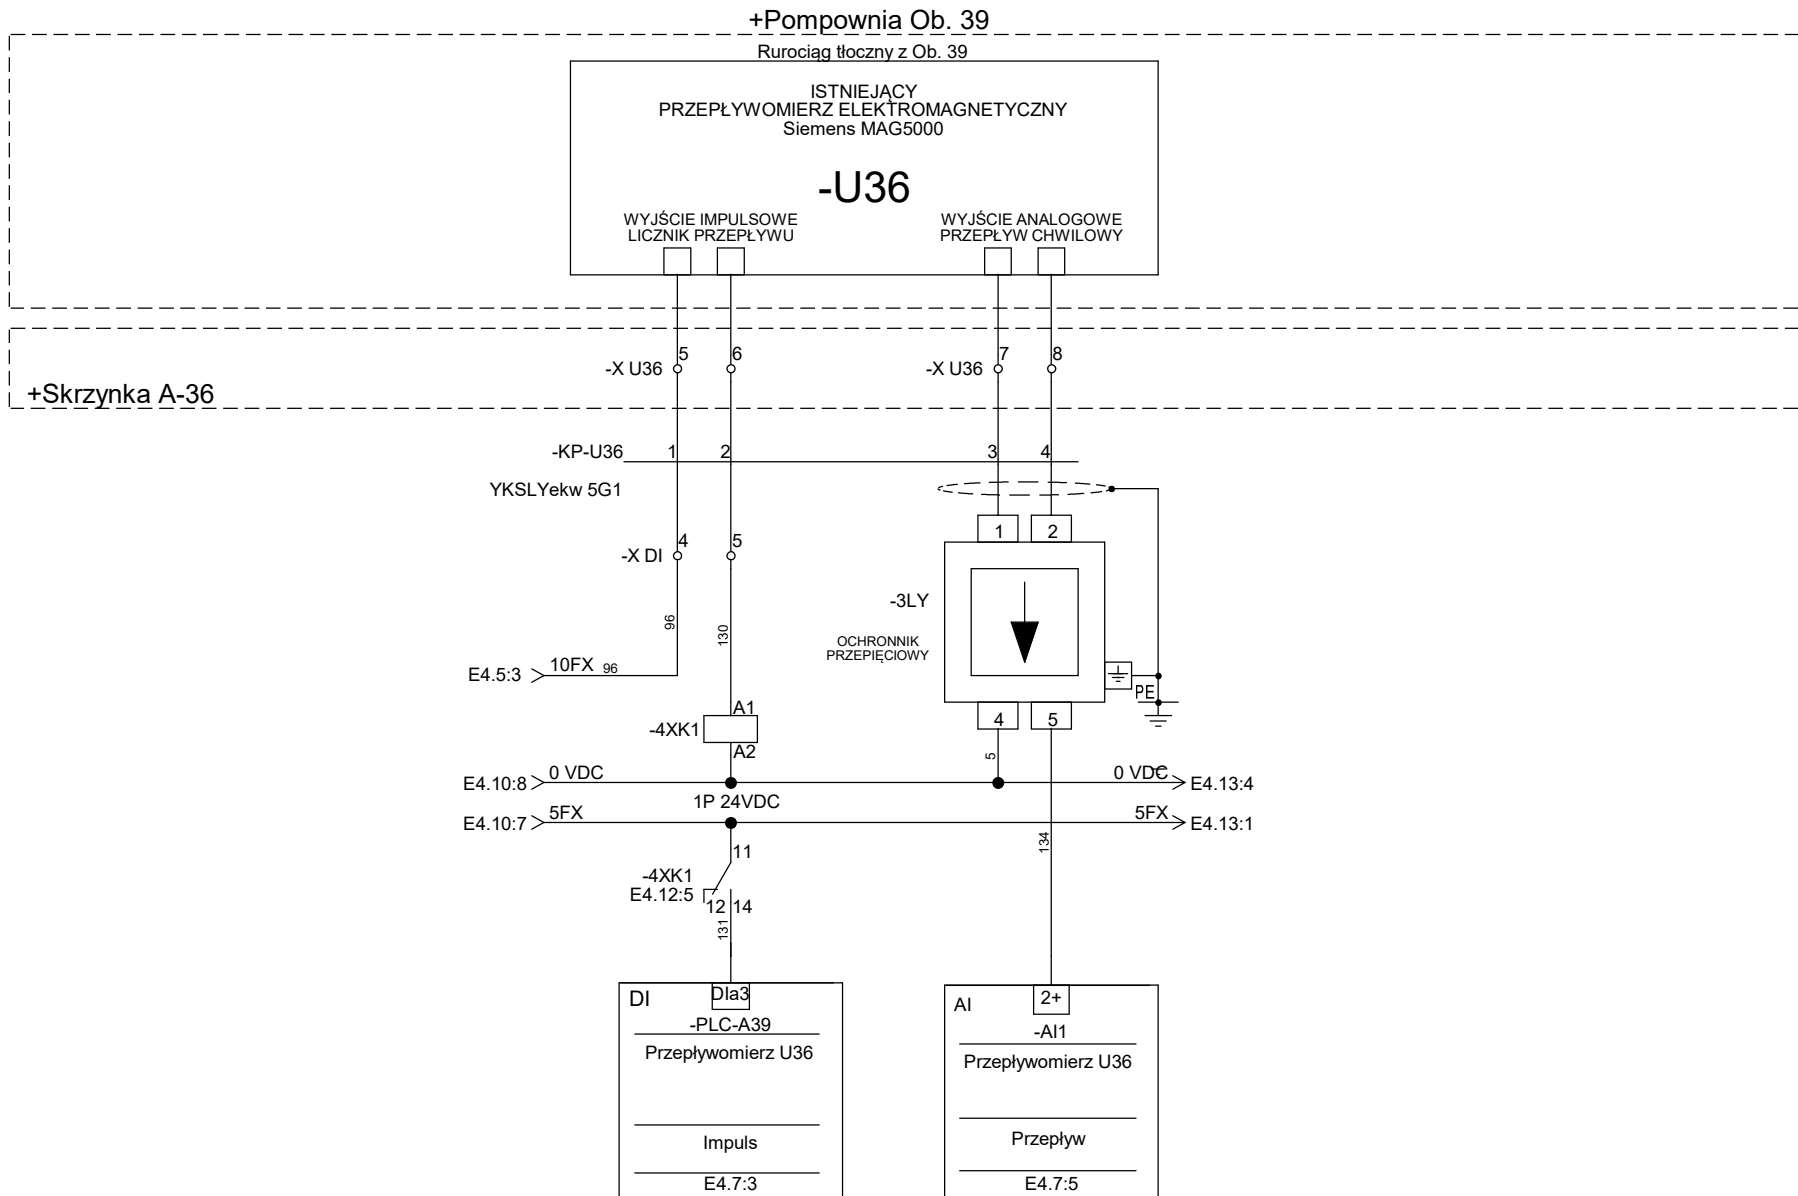 +Pompownia Ob. 39
Rurociąg tłoczny z Ob. 39
ISTNIEJĄCY
PRZEPŁYWOMIERZ ELEKTROMAGNETYCZNY
Siemens MAG5000
-U36
WYJŚCIE IMPULSOWE
LICZNIK PRZEPŁYWU
WYJŚCIE ANALOGOWE
PRZEPŁYW CHWILOWY
-X U36 5 6
-X U36 7 8
+Skrzynka A-36
-KP-U36 1 2 3 4
YKSLYekw 5G1
1 2
-X DI 4 5
-3LY
OCHRONNIK
PRZEPIĘCIOWY
96
130
E4.5:3 10FX 96
PE
A1
-4XK1
A2
4 5
5
E4.10:8 0 VDC 0 VDC E4.13:4
1P 24VDC
E4.10:7 5FX 5FX E4.13:1
134
11
-4XK1
E4.12:5
12 14
131
DI DIa3
-PLC-A39
Przepływomierz U36
Impuls
E4.7:3
AI 2+
-AI1
Przepływomierz U36
Przepływ
E4.7:5